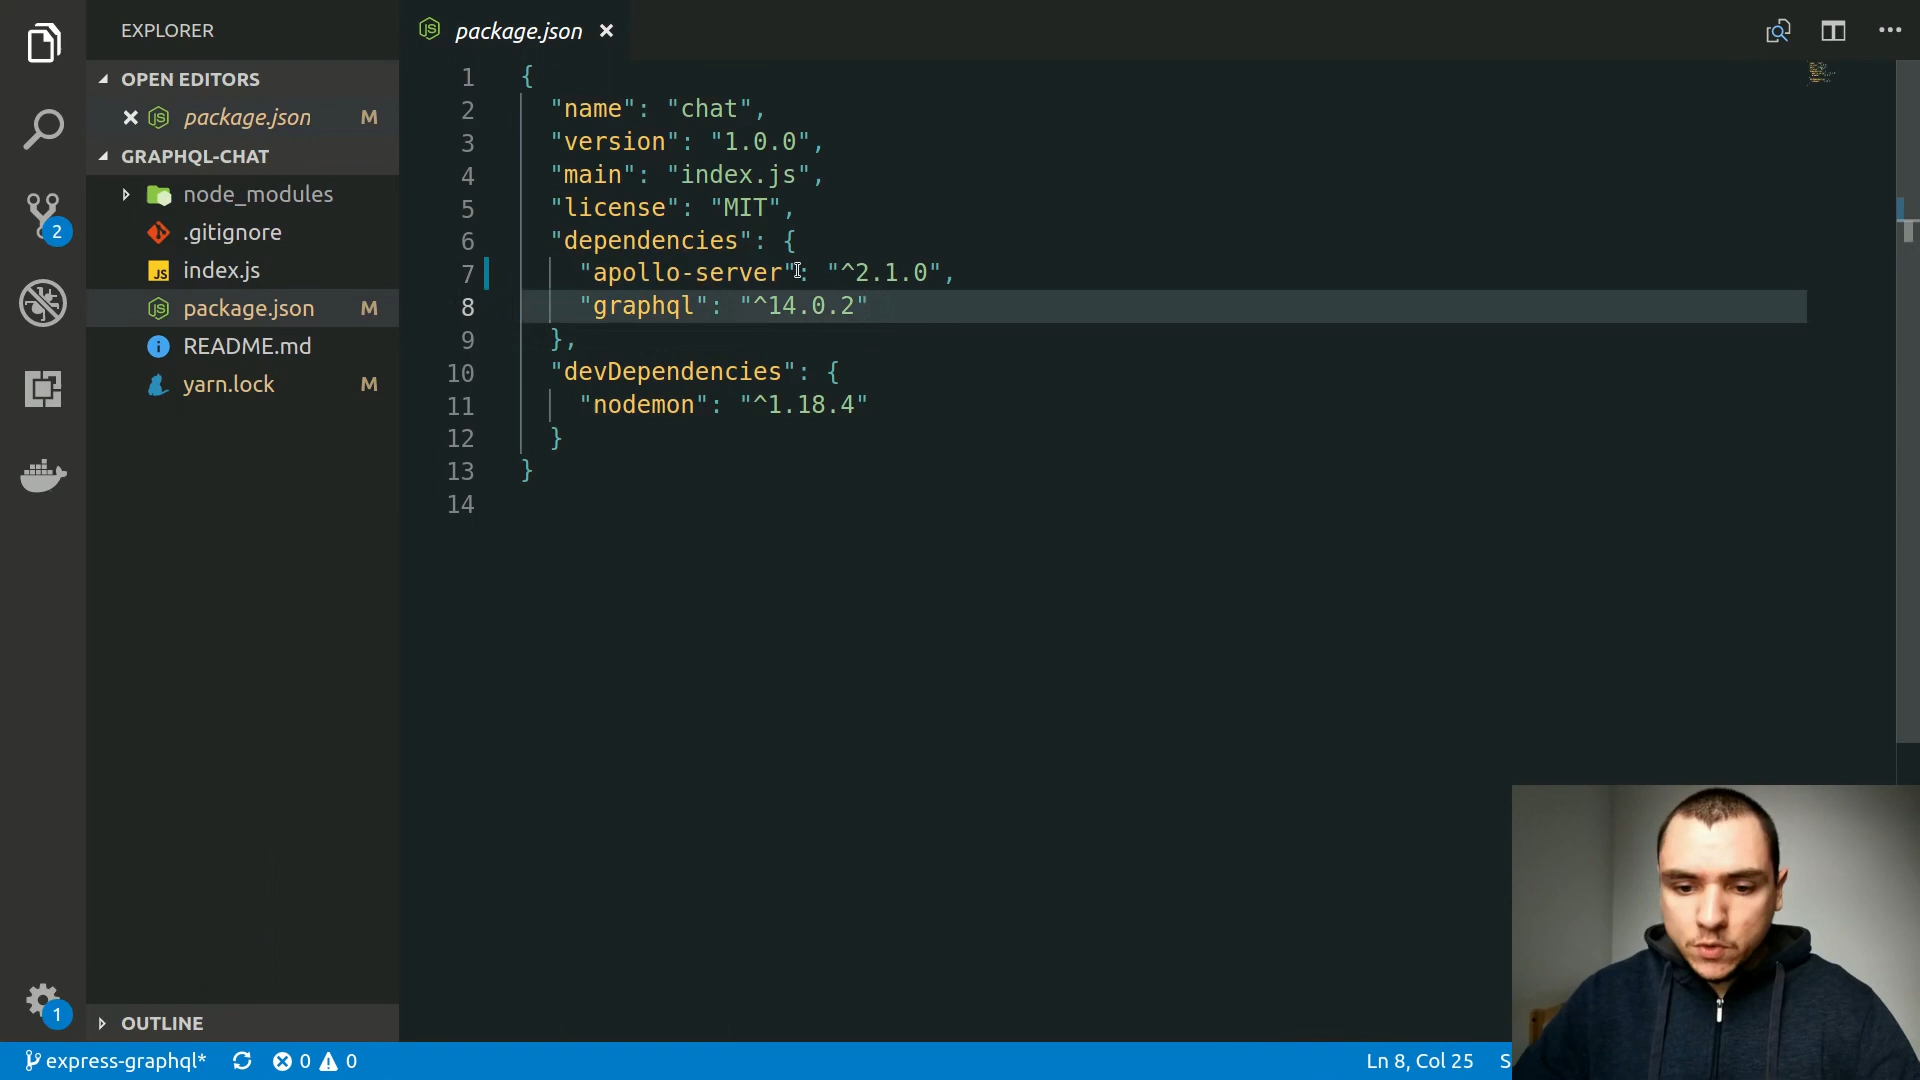 EXPLORER
OPEN EDITORS
package.json M
GRAPHQL-CHAT
node_modules
.gitignore
JS index.js
package.json
README.md
yarn.lock M
OUTLINE
2
1
package.json
1 {
2 "name": "chat",
3 "version": "1.0.0",
4 "main": "index.js",
5 "license": "MIT",
6 "dependencies": {
7 "apollo-server": "^2.1.0",
8 "graphql": "^14.0.2"
9 },
10 "devDependencies": {
11 "nodemon": "^1.18.4"
12 }
13 }
14
express-graphql* 0 0 Ln 8, Col 25 S